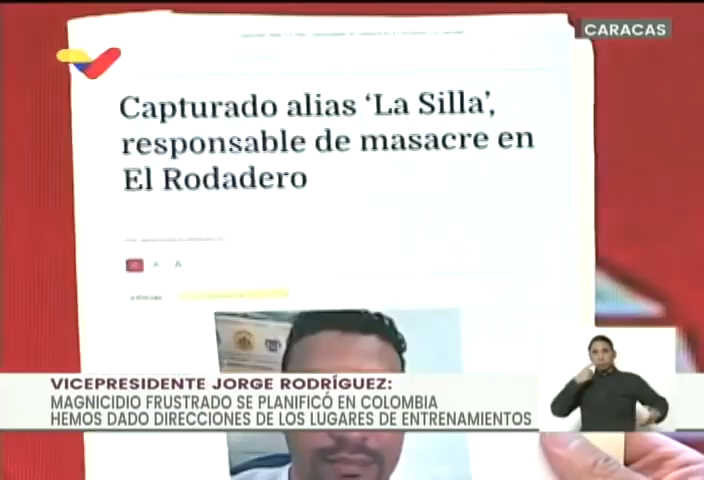 CARACAS
Capturado alias ‘La Silla’,
responsable de masacre en
El Rodadero
A A
VICEPRESIDENTE JORGE RODRÍGUEZ:
MAGNICIDIO FRUSTRADO SE PLANIFICÓ EN COLOMBIA
HEMOS DADO DIRECCIONES DE LOS LUGARES DE ENTRENAMIENTOS